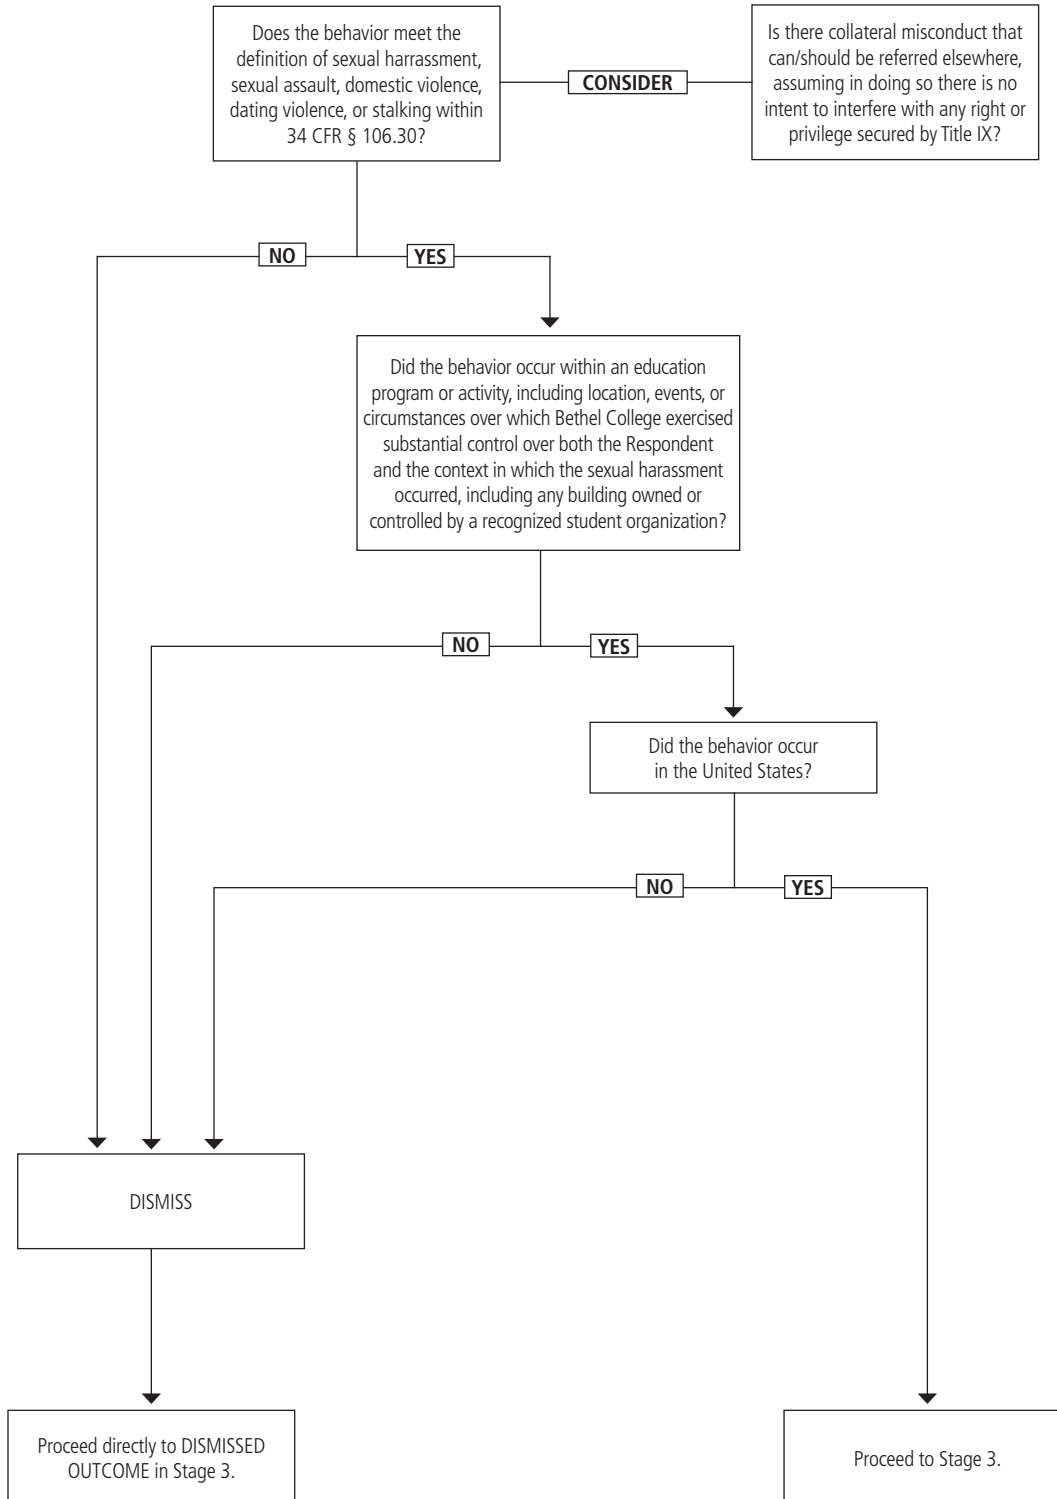 Does the behavior meet the
definition of sexual harrassment,
sexual assault, domestic violence,
dating violence, or stalking within
34 CFR § 106.30?
CONSIDER
Is there collateral misconduct that
can/should be referred elsewhere,
assuming in doing so there is no
intent to interfere with any right or
privilege secured by Title IX?
NO
YES
Did the behavior occur within an education
program or activity, including location, events, or
circumstances over which Bethel College exercised
substantial control over both the Respondent
and the context in which the sexual harassment
occurred, including any building owned or
controlled by a recognized student organization?
NO
YES
Did the behavior occur
in the United States?
NO
YES
DISMISS
Proceed directly to DISMISSED
OUTCOME in Stage 3.
Proceed to Stage 3.